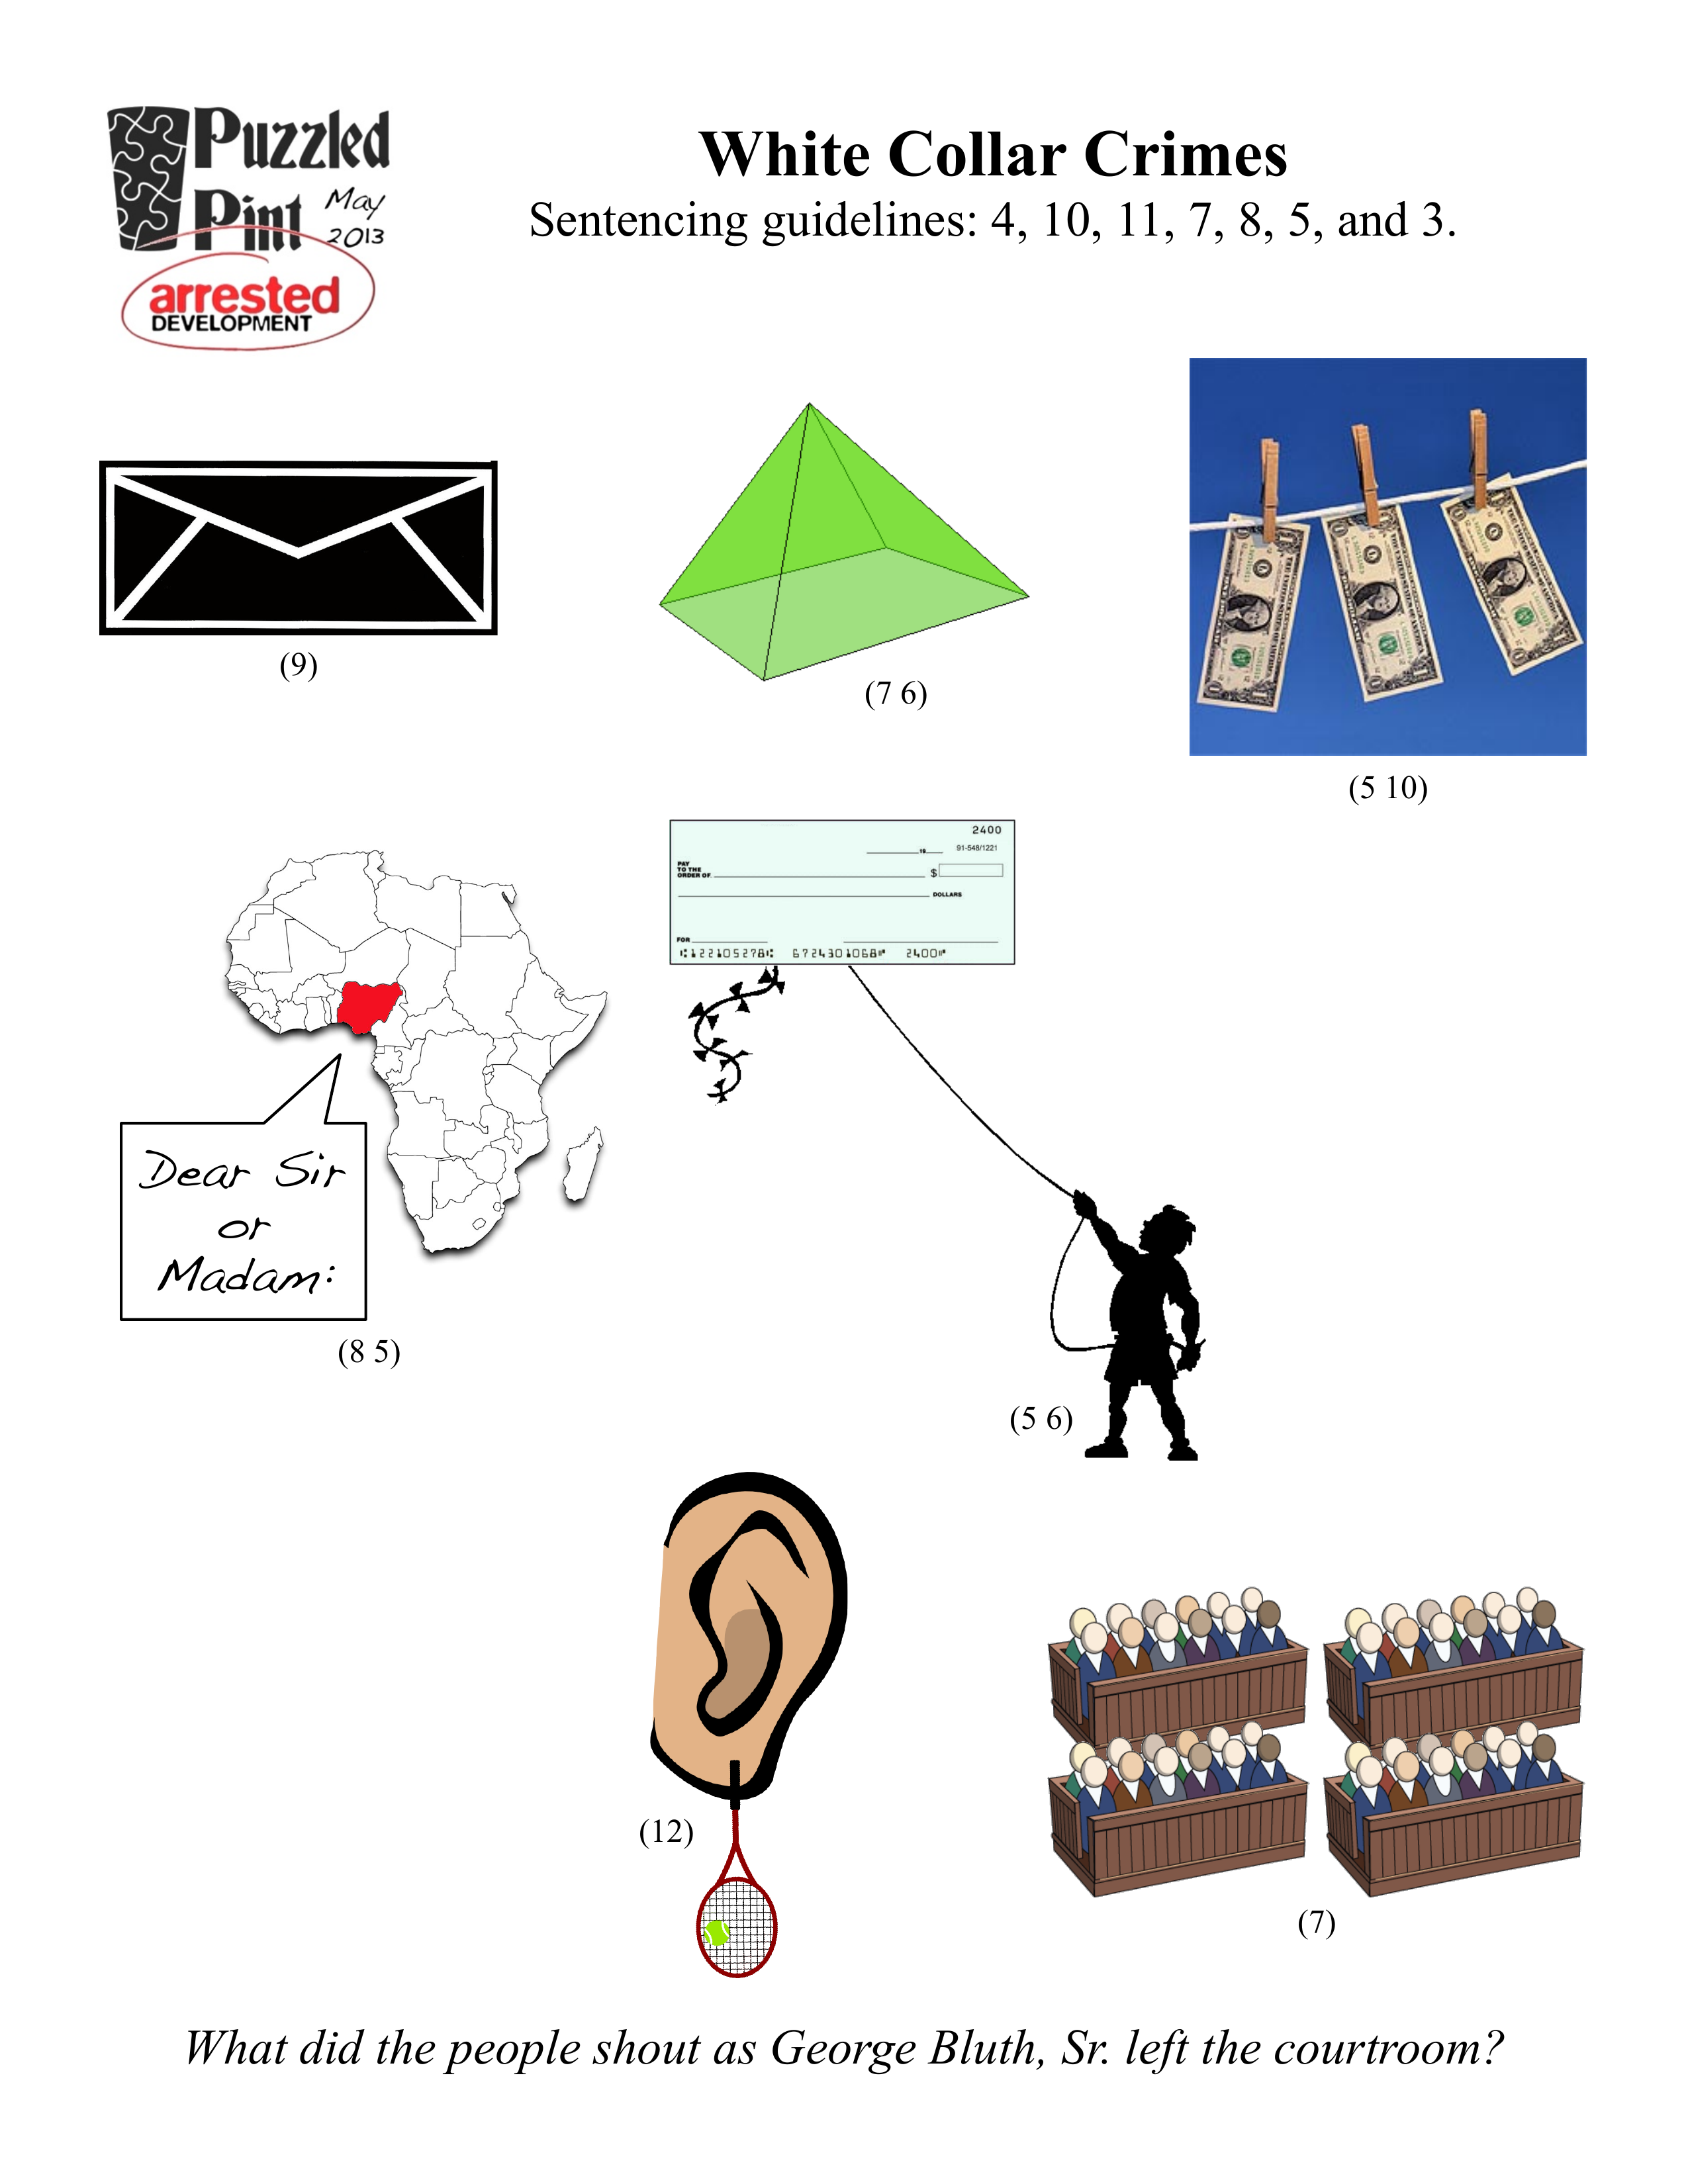 Puzzled
Pint
May
2013
arrested
DEVELOPMENT
White Collar Crimes
Sentencing guidelines: 4, 10, 11, 7, 8, 5, and 3.
(9)
(7 6)
(5 10)
2400
91-548/1221
19
PAY
TO THE
ORDER OF
$
DOLLARS
FOR
⑆122105278⑆ 6724301068⑈ 2400⑈
Dear Sir
or
Madam:
(8 5)
(5 6)
(12)
(7)
What did the people shout as George Bluth, Sr. left the courtroom?